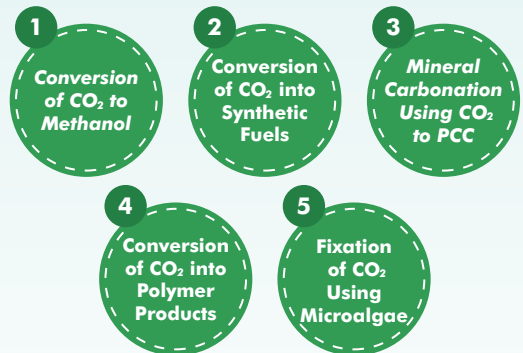 1
Conversion
of CO₂ to
Methanol
2
Conversion
of CO₂ into
Synthetic
Fuels
3
Mineral
Carbonation
Using CO₂
to PCC
4
Conversion
of CO₂ into
Polymer
Products
5
Fixation
of CO₂
Using
Microalgae